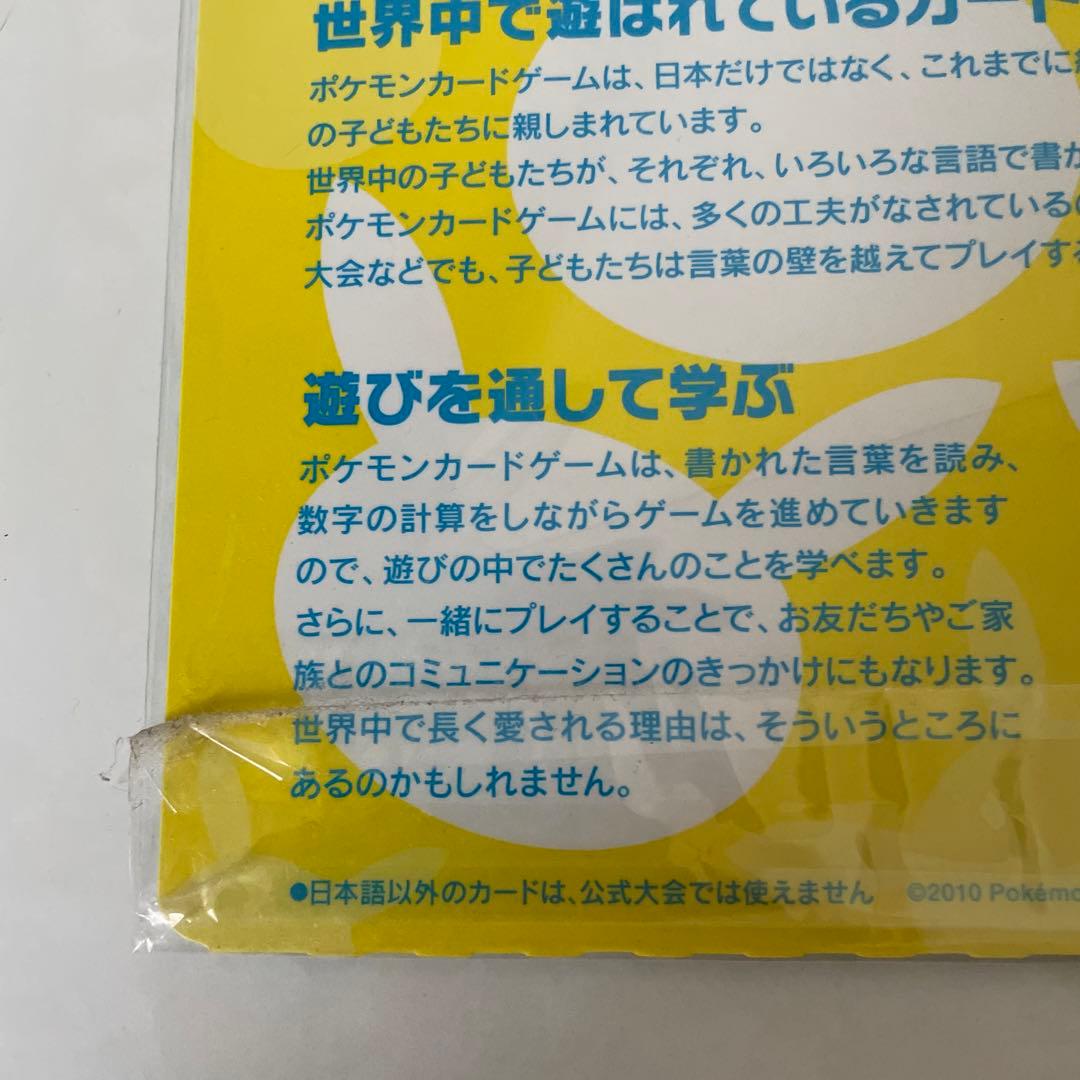 世界中で遊ばれているカード
ポケモンカードゲームは、日本だけではなく、これまでに
の子どもたちに親しまれています。
世界中の子どもたちが、それぞれ、いろいろな言語で書か
ポケモンカードゲームには、多くの工夫がなされているの
大会などでも、子どもたちは言葉の壁を越えてプレイする
遊びを通して学ぶ
ポケモンカードゲームは、書かれた言葉を読み、
数字の計算をしながらゲームを進めていきます
ので、遊びの中でたくさんのことを学べます。
さらに、一緒にプレイすることで、お友だちやご家
族とのコミュニケーションのきっかけにもなります。
世界中で長く愛される理由は、そういうところに
あるのかもしれません。
●日本語以外のカードは、公式大会では使えません ©2010 Pokémo